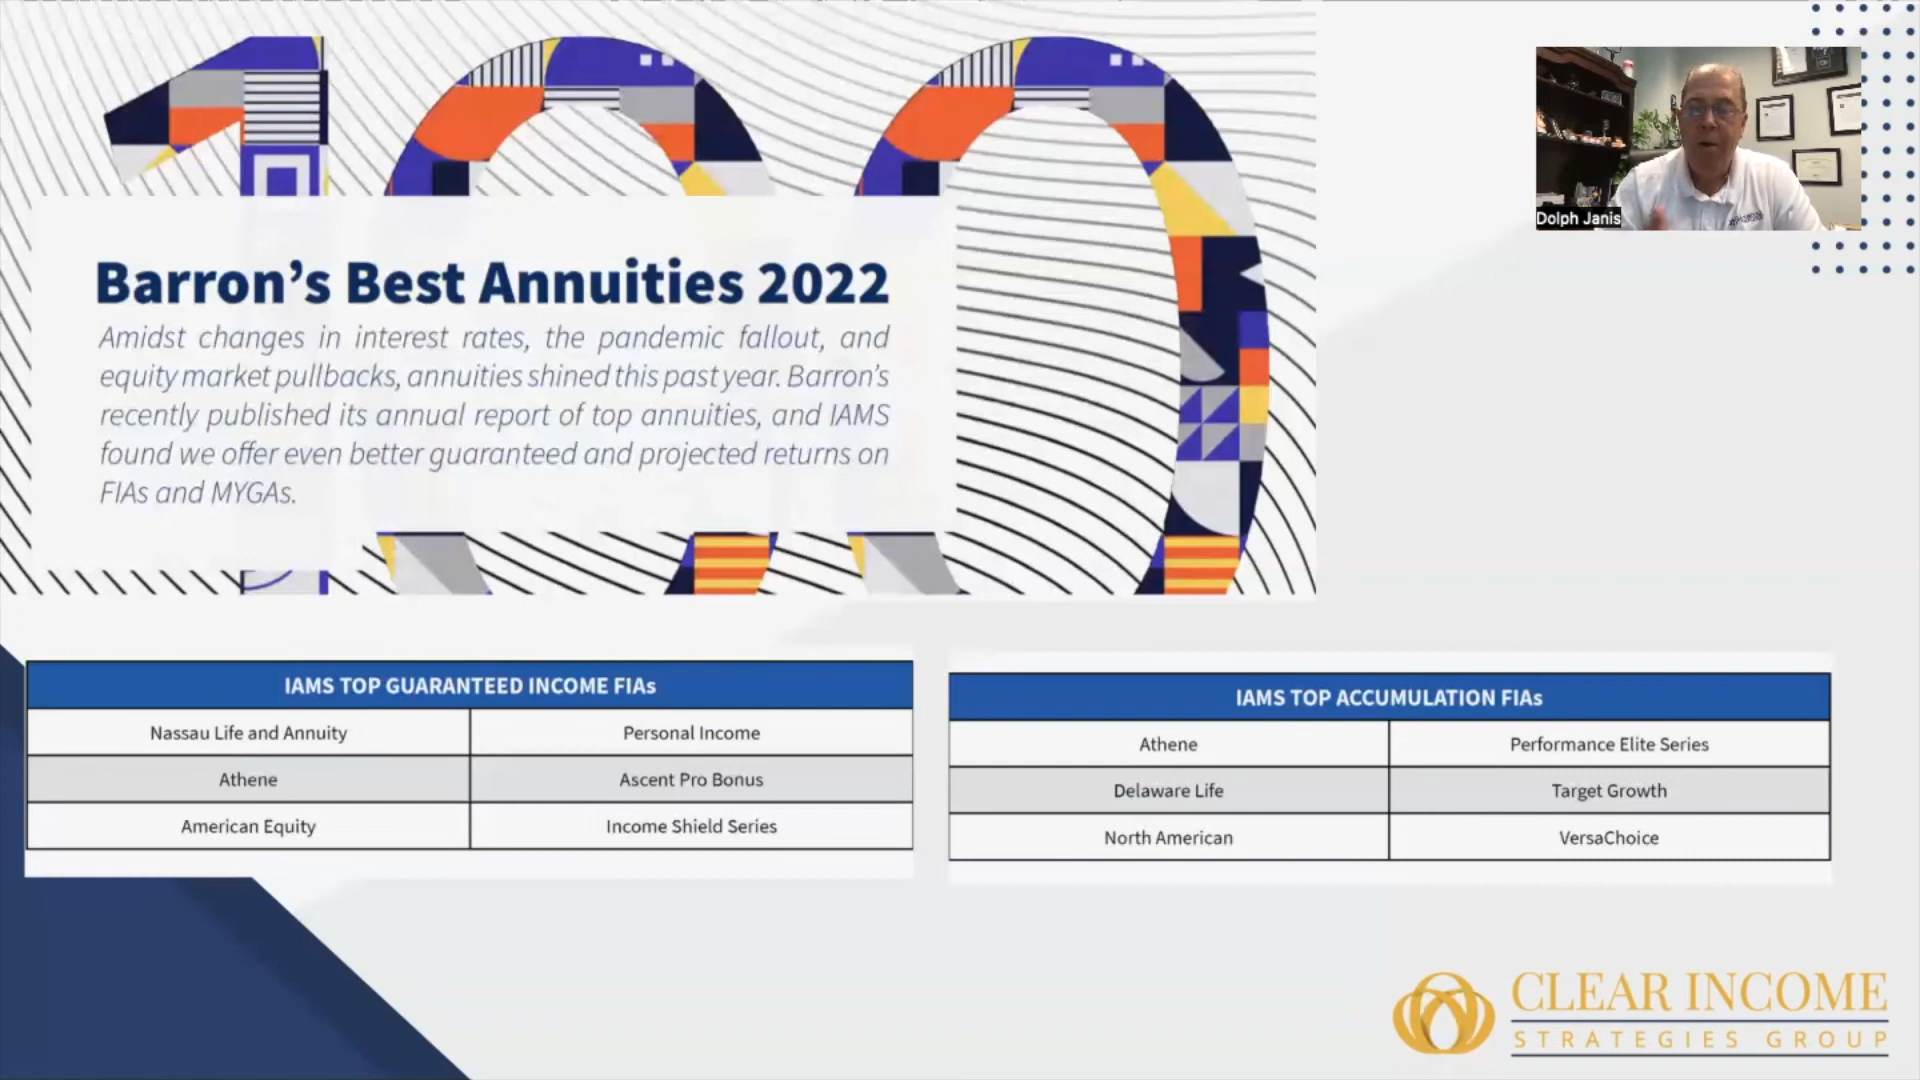 100
Dolph Janis
Barron's Best Annuities 2022
Amidst changes in interest rates, the pandemic fallout, and
equity market pullbacks, annuities shined this past year. Barron's
recently published its annual report of top annuities, and IAMS
found we offer even better guaranteed and projected returns on
FIAs and MYGAs.
IAMS TOP GUARANTEED INCOME FIAs
Nassau Life and Annuity Personal Income
Athene Ascent Pro Bonus
American Equity Income Shield Series
IAMS TOP ACCUMULATION FIAs
Athene Performance Elite Series
Delaware Life Target Growth
North American VersaChoice
CLEAR INCOME
STRATEGIES GROUP